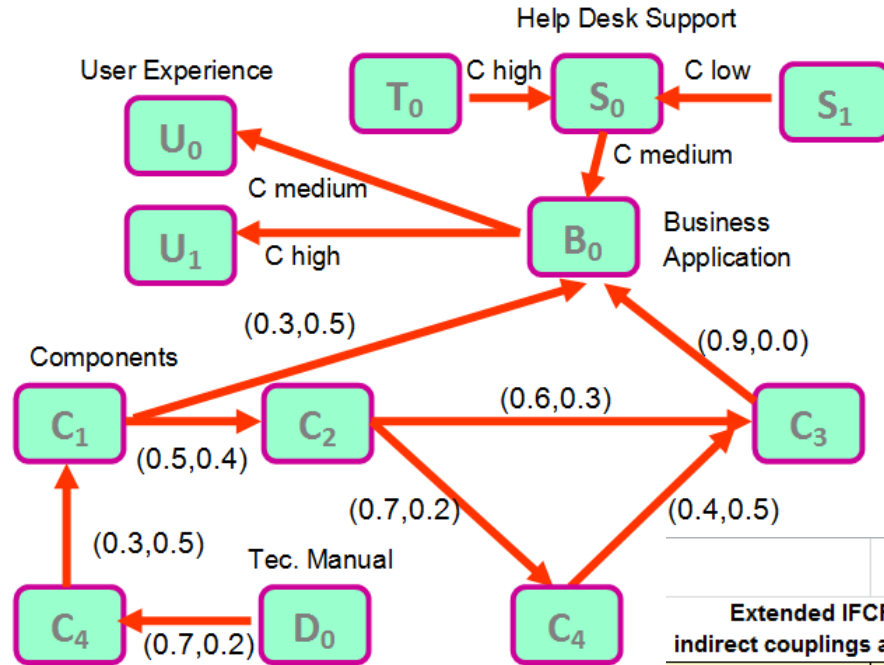 Help Desk Support
User Experience
C high
C low
T₀
S₀
S₁
U₀
C medium
C medium
U₁
C high
B₀
Business
Application
(0.3,0.5)
(0.9,0.0)
Components
(0.6,0.3)
C₁
C₂
C₃
(0.5,0.4)
(0.7,0.2)
(0.4,0.5)
(0.3,0.5)
Tec. Manual
C₄
(0.7,0.2)
D₀
C₄
Extended
indirect couplings